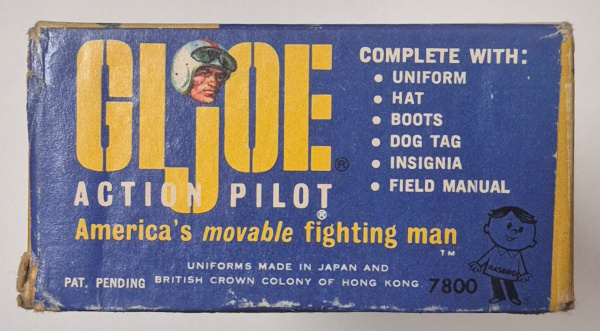 GI JOE ®
ACTION PILOT ®
America's movable fighting man ™
COMPLETE WITH:
• UNIFORM
• HAT
• BOOTS
• DOG TAG
• INSIGNIA
• FIELD MANUAL
PAT. PENDING
UNIFORMS MADE IN JAPAN AND
BRITISH CROWN COLONY OF HONG KONG.
7800
HASBRO